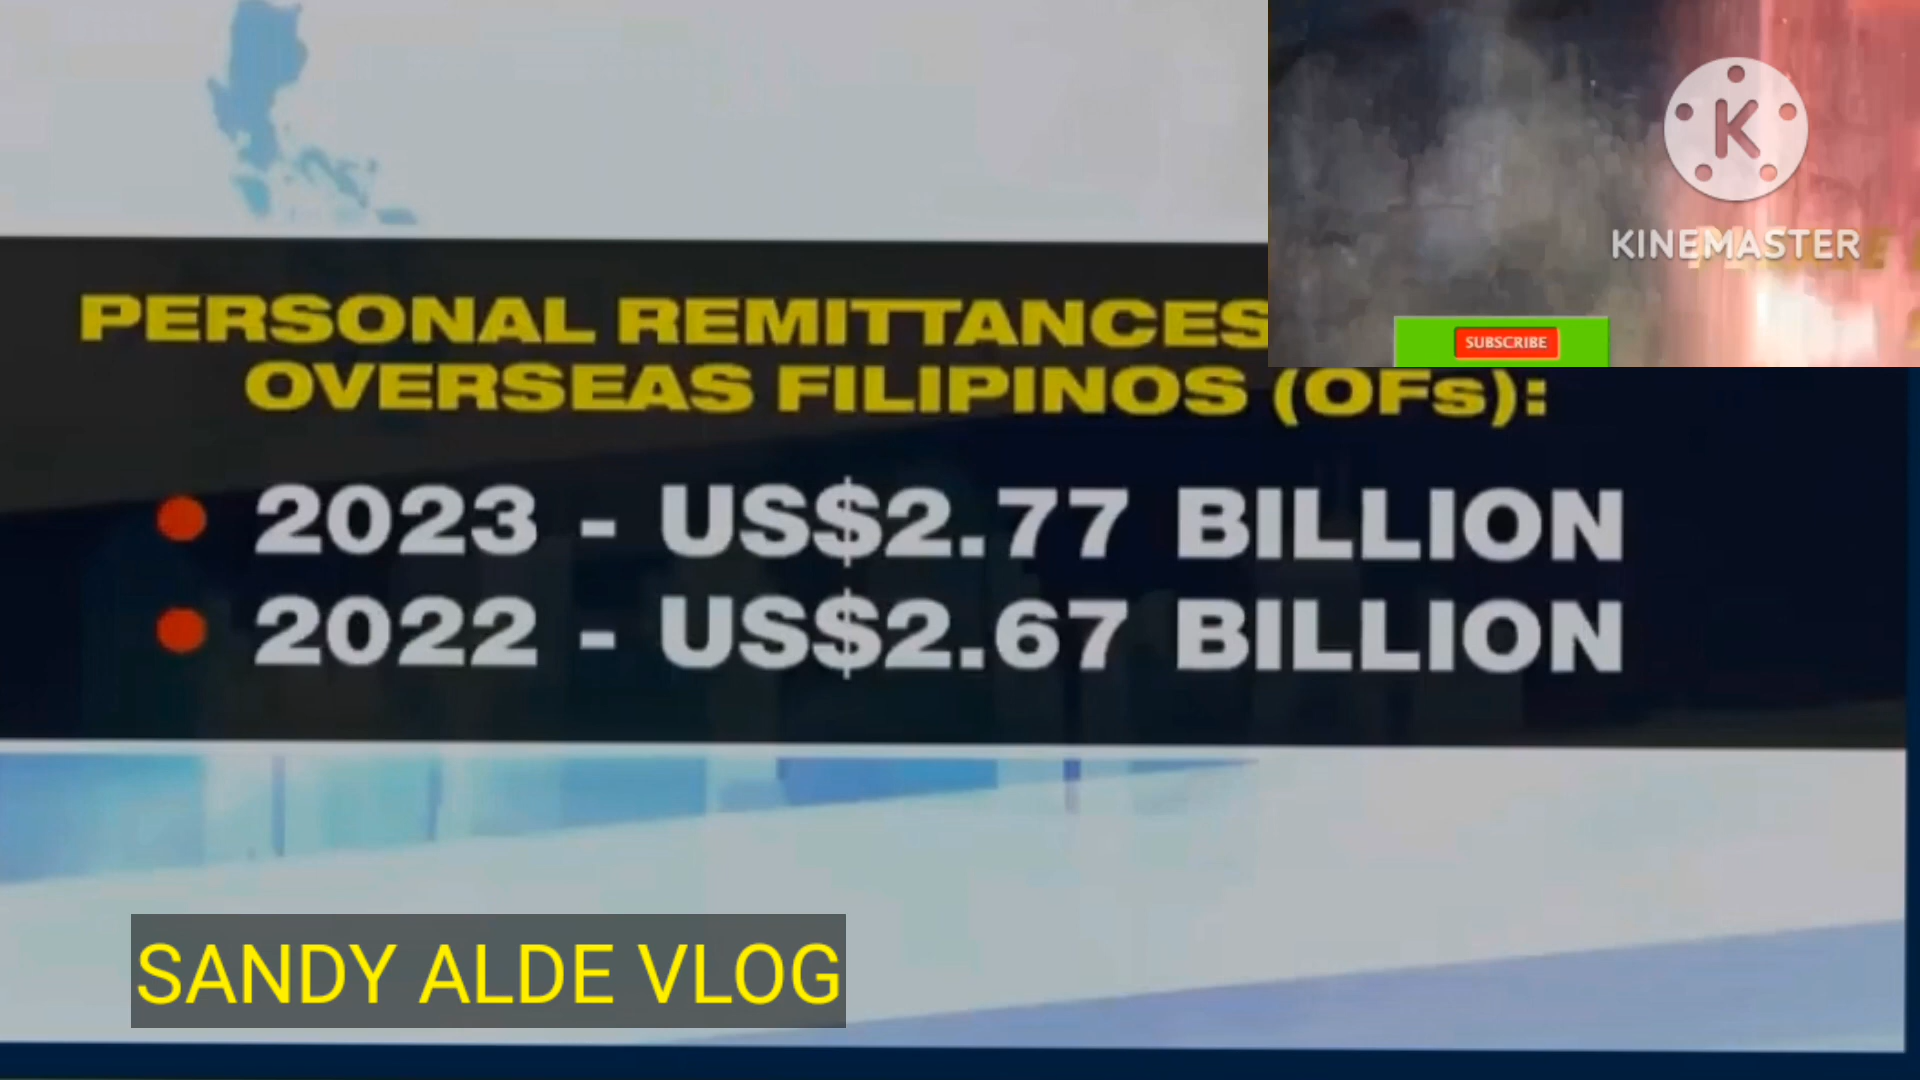 K
KINEMASTER
SUBSCRIBE
PERSONAL REMITTANCES
OVERSEAS FILIPINOS (OFs):
2023 - US$2.77 BILLION
2022 - US$2.67 BILLION
SANDY ALDE VLOG